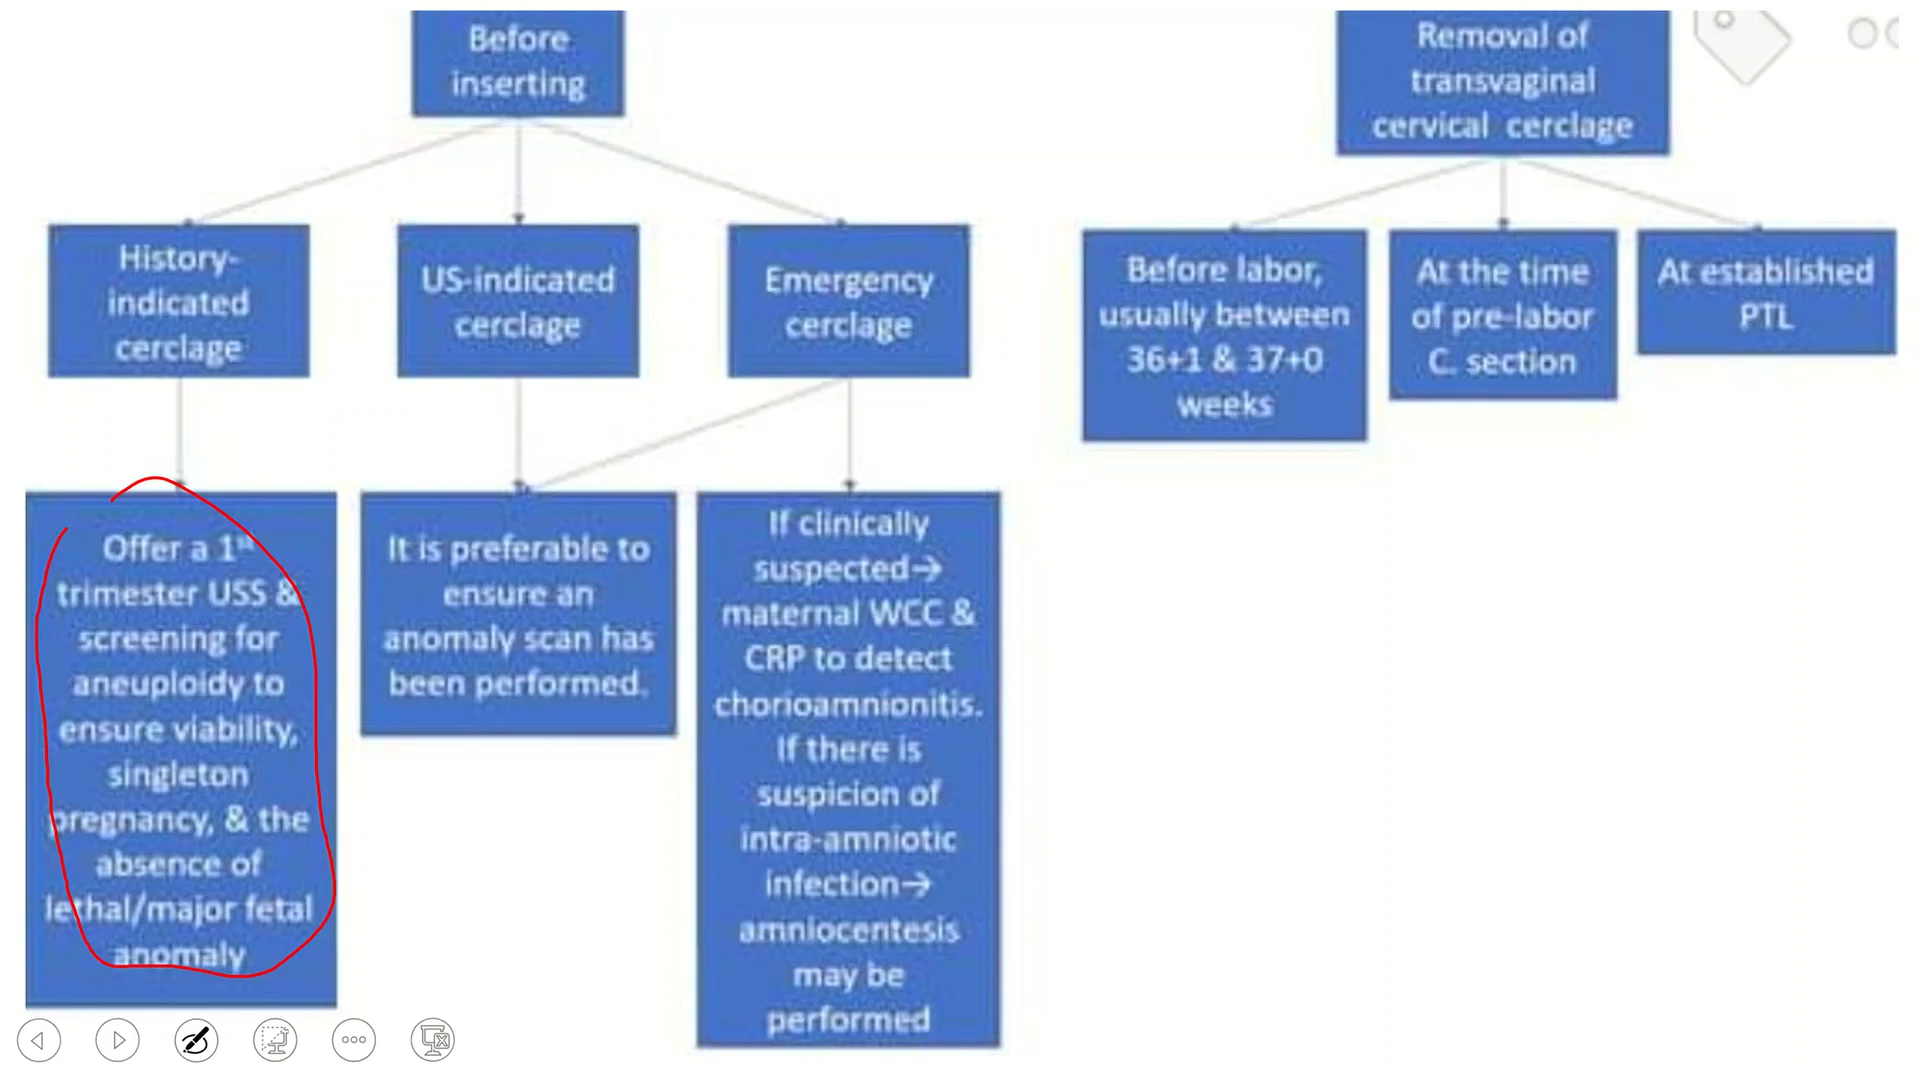 Before
inserting
History-
indicated
cerclage
US-indicated
cerclage
Emergency
cerclage
Offer a 1st
trimester USS &
screening for
aneuploidy to
ensure viability,
singleton
pregnancy, & the
absence of
lethal/major fetal
anomaly
It is preferable to
ensure an
anomaly scan has
been performed.
If clinically
suspected→
maternal WCC &
CRP to detect
chorioamnionitis.
If there is
suspicion of
intra-amniotic
infection→
amniocentesis
may be
performed
Removal of
transvaginal
cervical cerclage
Before labor,
usually between
36+1 & 37+0
weeks
At the time
of pre-labor
C. section
At established
PTL